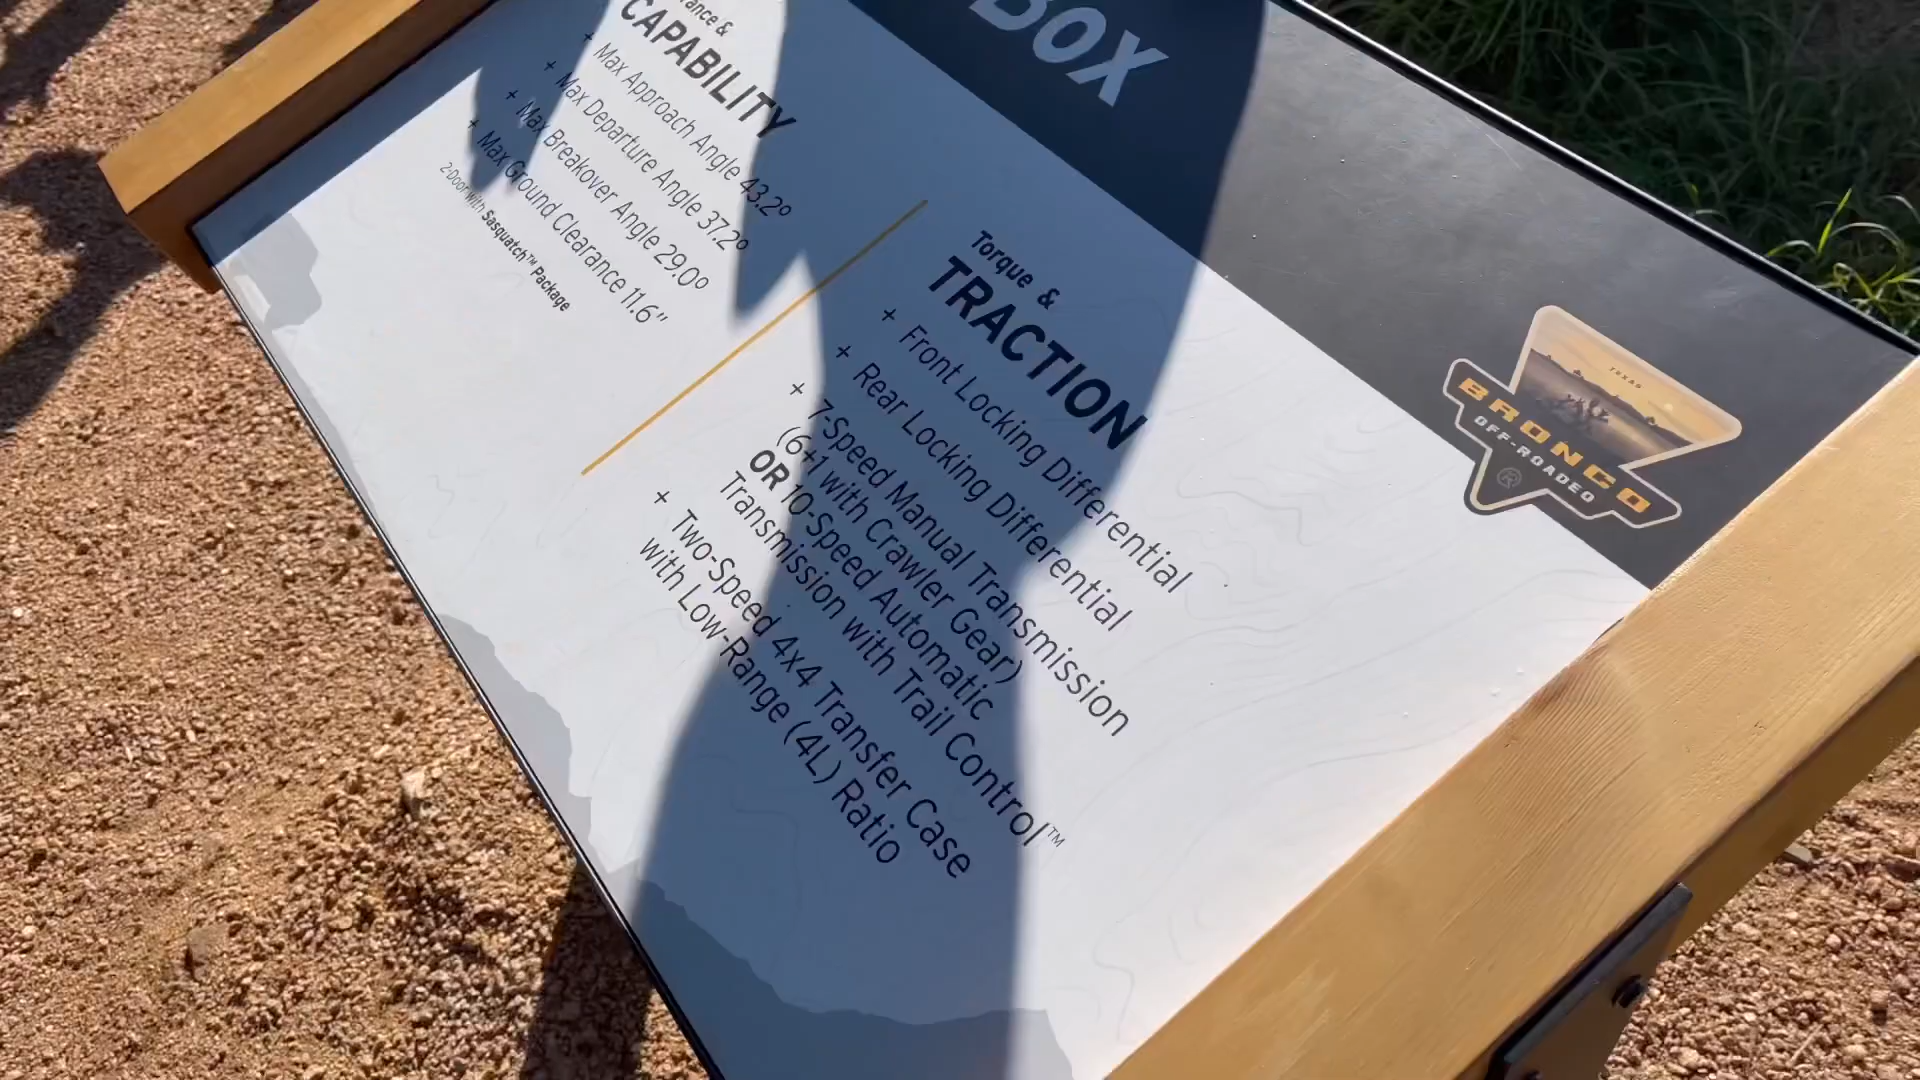 BOX
&
CAPABILITY
+ Max Approach Angle 43.2º
+ Max Departure Angle 37.2º
+ Max Breakover Angle 29.0º
+ Max Ground Clearance 11.6"
2-Door with Sasquatch™ Package
Torque &
TRACTION
+ Front Locking Differential
+ Rear Locking Differential
+ 7-Speed Manual Transmission
(6+1 with Crawler Gear)
OR 10-Speed Automatic
Transmission with Trail Control™
+ Two-Speed 4x4 Transfer Case
with Low-Range (4L) Ratio
TEXAS
BRONCO
OFF-ROADEO
®